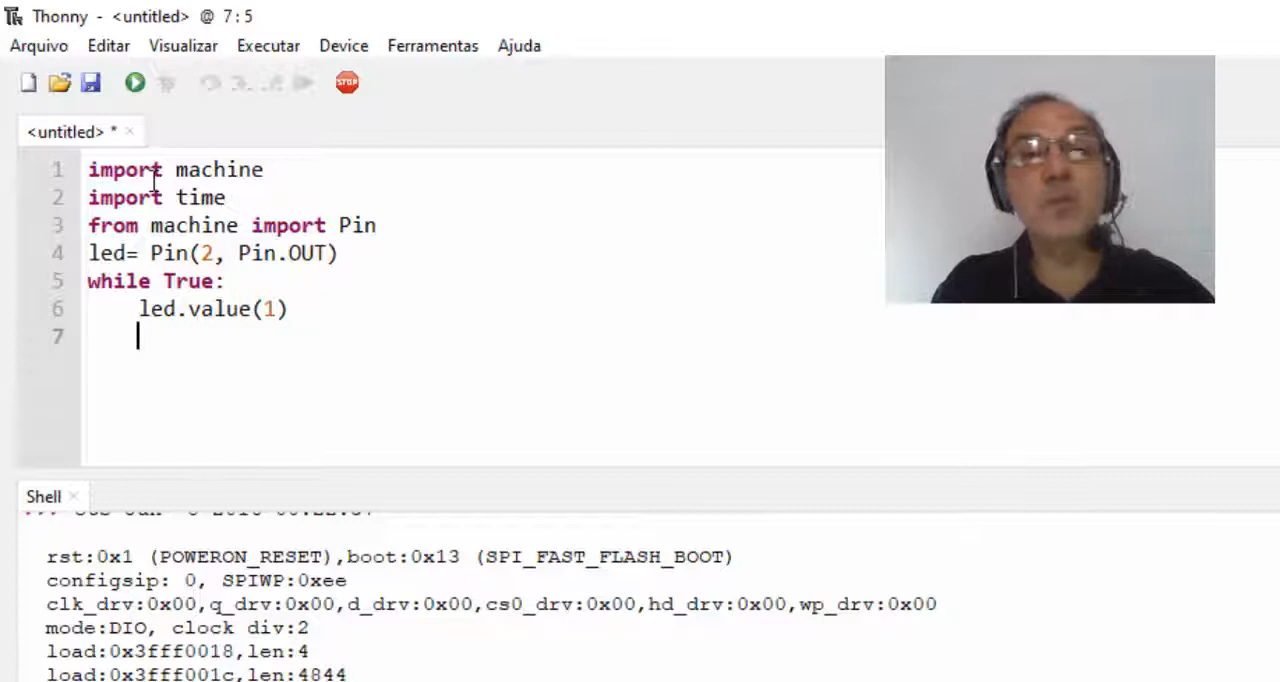 Thonny - <untitled> @ 7:5
Arquivo Editar Visualizar Executar Device Ferramentas Ajuda
STOP
<untitled> * ×
1 import machine
2 import time
3 from machine import Pin
4 led= Pin(2, Pin.OUT)
5 while True:
6 led.value(1)
7
Shell ×
rst:0x1 (POWERON_RESET),boot:0x13 (SPI_FAST_FLASH_BOOT)
configsip: 0, SPIWP:0xee
clk_drv:0x00,q_drv:0x00,d_drv:0x00,cs0_drv:0x00,hd_drv:0x00,wp_drv:0x00
mode:DIO, clock div:2
load:0x3fff0018,len:4
load:0x3fff001c,len:4844